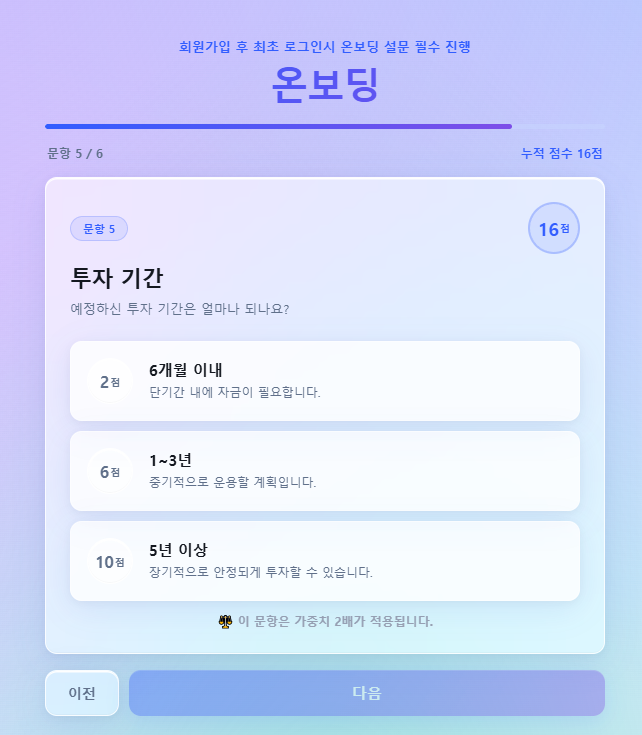 회원가입 후 최초 로그인시 온보딩 설문 필수 진행
온보딩
문항 5 / 6
누적 점수 16점
문항 5
16점
투자 기간
예정하신 투자 기간은 얼마나 되나요?
2점
6개월 이내
단기간 내에 자금이 필요합니다.
6점
1~3년
중기적으로 운용할 계획입니다.
10점
5년 이상
장기적으로 안정되게 투자할 수 있습니다.
이 문항은 가중치 2배가 적용됩니다.
이전
다음